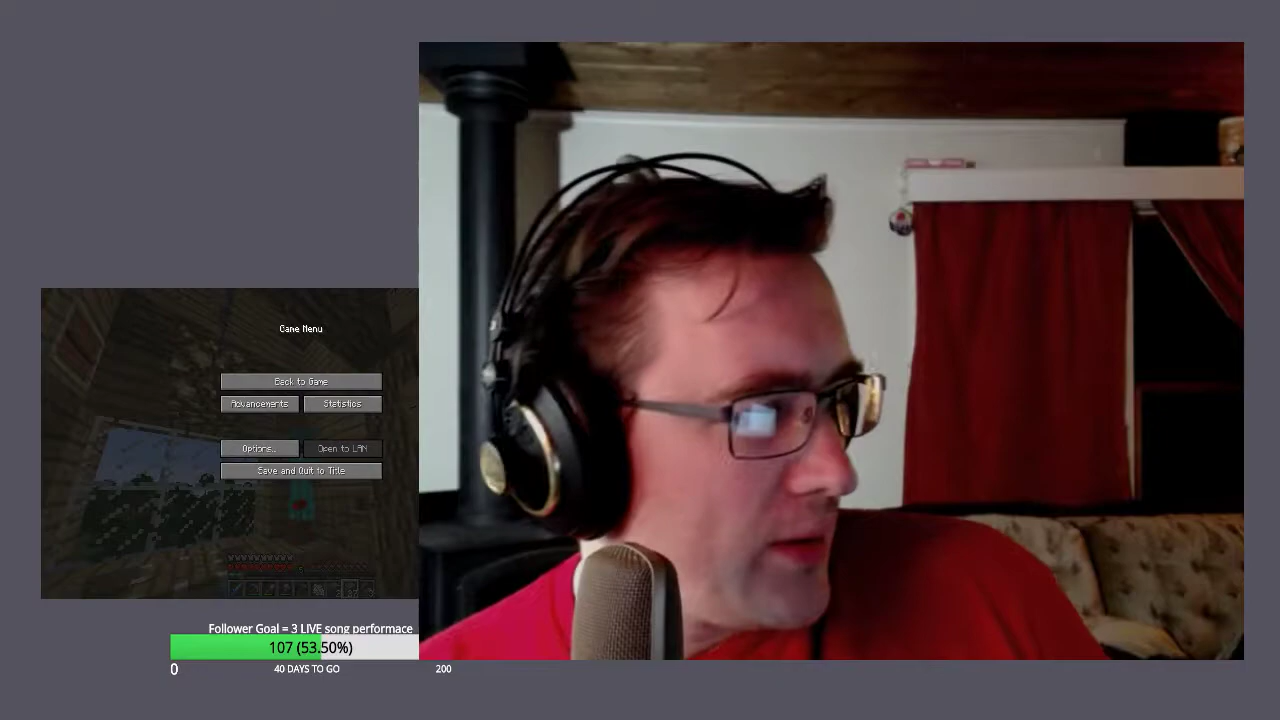 Game Menu
Back to Game
Advancements
Statistics
Options...
Open to LAN
Save and Quit to Title
Follower Goal = 3 LIVE song performace
107 (53.50%)
0
40 DAYS TO GO
200